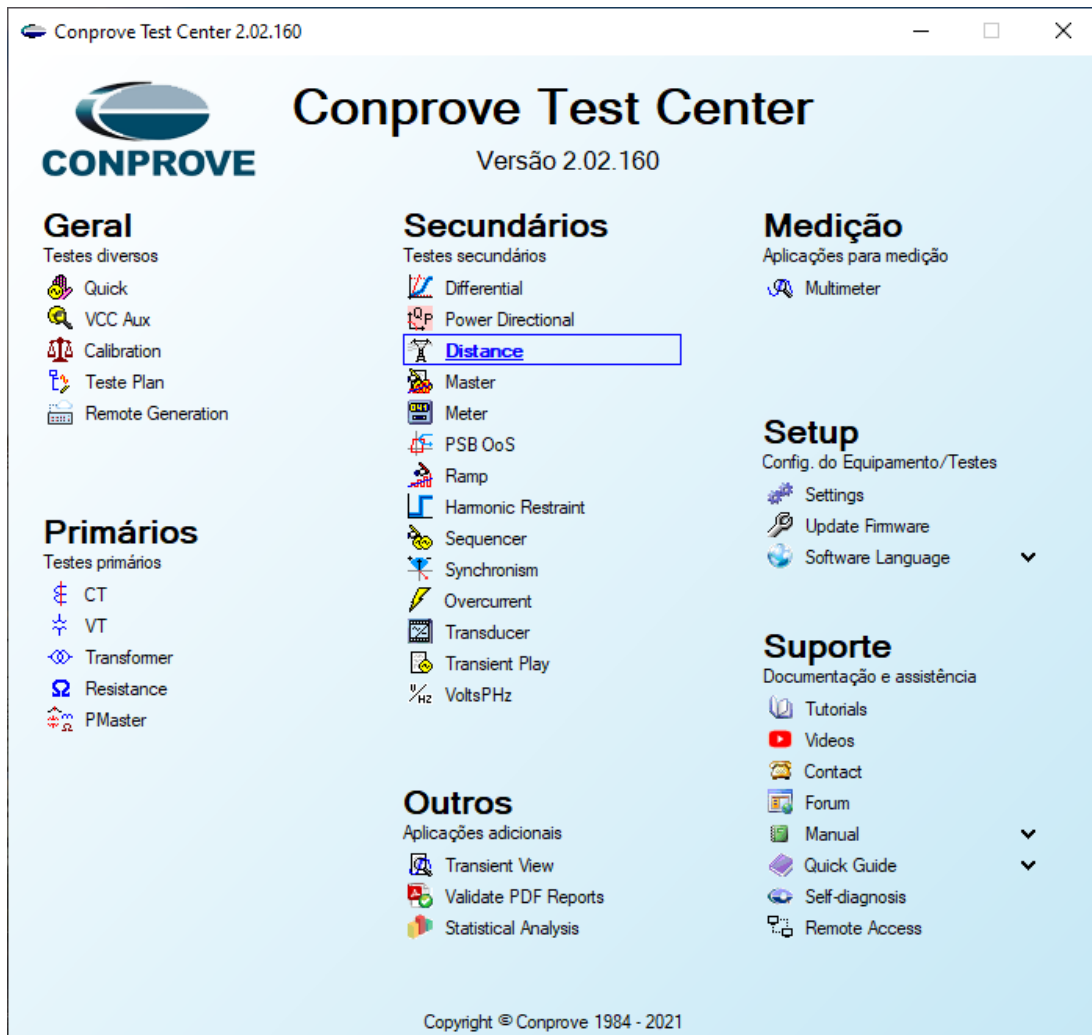 Conprove Test Center 2.02.160
CONPROVE
Conprove Test Center
Versão 2.02.160
Geral
Testes diversos
Quick
VCC Aux
Calibration
Teste Plan
Remote Generation
Primários
Testes primários
CT
VT
Transformer
Resistance
PMaster
Secundários
Testes secundários
Differential
Power Directional
Distance
Master
Meter
PSB OoS
Ramp
Harmonic Restraint
Sequencer
Synchronism
Overcurrent
Transducer
Transient Play
VoltsPHz
Outros
Aplicações adicionais
Transient View
Validate PDF Reports
Statistical Analysis
Medição
Aplicações para medição
Multimeter
Setup
Config. do Equipamento/Testes
Settings
Update Firmware
Software Language
Suporte
Documentação e assistência
Tutorials
Videos
Contact
Forum
Manual
Quick Guide
Self-diagnosis
Remote Access
Copyright © Conprove 1984 - 2021